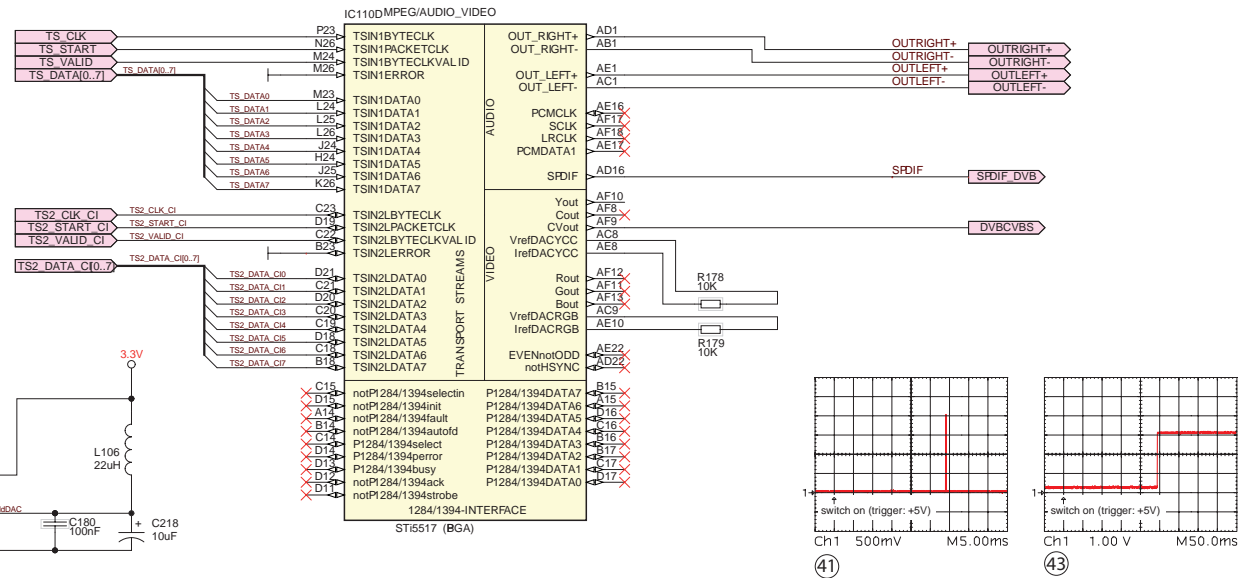 IC110D MPEG/AUDIO_VIDEO
TS_CLK P23 TSIN1BYTECLK
TS_START N26 TSIN1PACKETCLK
TS_VALID M24 TSIN1BYTECLKVALID
TS_DATA[0..7] TS_DATA[0..7] M26 TSIN1ERROR
TS_DATA0 M23 TSIN1DATA0
TS_DATA1 L24 TSIN1DATA1
TS_DATA2 L25 TSIN1DATA2
TS_DATA3 L26 TSIN1DATA3
TS_DATA4 J24 TSIN1DATA4
TS_DATA5 H24 TSIN1DATA5
TS_DATA6 J25 TSIN1DATA6
TS_DATA7 K26 TSIN1DATA7
TS2_CLK_CI TS2_CLK_CI C23 TSIN2LBYTECLK
TS2_START_CI TS2_START_CI D19 TSIN2LPACKETCLK
TS2_VALID_CI TS2_VALID_CI C22 TSIN2LBYTECLKVALID
B23 TSIN2LERROR
TS2_DATA_CI[0..7] TS2_DATA_CI[0..7]
TS2_DATA_CI0 D21 TSIN2LDATA0
TS2_DATA_CI1 C21 TSIN2LDATA1
TS2_DATA_CI2 D20 TSIN2LDATA2
TS2_DATA_CI3 C20 TSIN2LDATA3
TS2_DATA_CI4 C19 TSIN2LDATA4
TS2_DATA_CI5 D18 TSIN2LDATA5
TS2_DATA_CI6 C18 TSIN2LDATA6
TS2_DATA_CI7 B18 TSIN2LDATA7
TRANSPORT STREAMS
AUDIO
VIDEO
OUT_RIGHT+ AD1 OUTRIGHT+ OUTRIGHT+
OUT_RIGHT- AB1 OUTRIGHT- OUTRIGHT-
OUT_LEFT+ AE1 OUTLEFT+ OUTLEFT+
OUT_LEFT- AC1 OUTLEFT- OUTLEFT-
PCMCLK AE16
SCLK AF17
LRCLK AF18
PCMDATA1 AE17
SPDIF AD16 SPDIF SPDIF_DVB
Yout AF10
Cout AF8
CVout AF9 DVBCVBS
VrefDACYCC AC8
IrefDACYCC AE8
Rout AF12
Gout AF11
Bout AF13
VrefDACRGB AC9
IrefDACRGB AE10
R178
10K
R179
10K
EVENnotODD AE22
notHSYNC AD22
C15 notP1284/1394selectin P1284/1394DATA7 B15
D15 notP1284/1394init P1284/1394DATA6 A15
A14 notP1284/1394fault P1284/1394DATA5 D16
B14 notP1284/1394autofd P1284/1394DATA4 C16
C14 P1284/1394select P1284/1394DATA3 B16
D14 P1284/1394perror P1284/1394DATA2 B17
D13 P1284/1394busy P1284/1394DATA1 C17
D12 notP1284/1394ack P1284/1394DATA0 D17
D11 notP1284/1394strobe
1284/1394-INTERFACE
STi5517 (BGA)
3.3V
L106
22uH
ddDAC
C180
100nF
+ C218
10uF
1
switch on (trigger: +5V)
Ch1 500mV M5.00ms
41
1
switch on (trigger: +5V)
Ch1 1.00 V M50.0ms
43